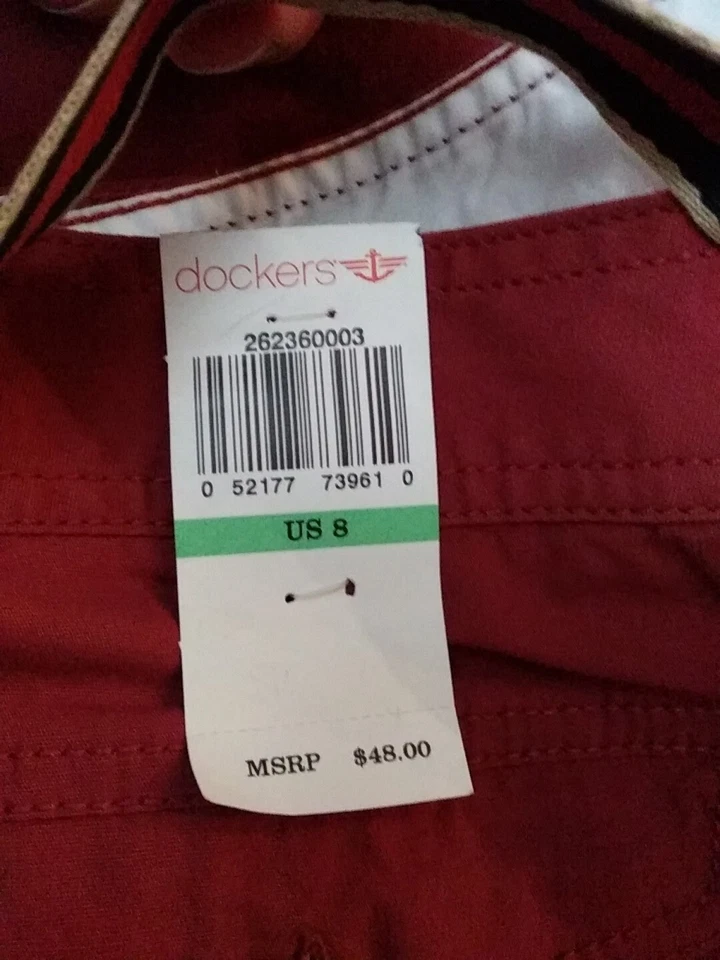 dockers
262360003
0 52177 73961 0
US 8
MSRP $48.00